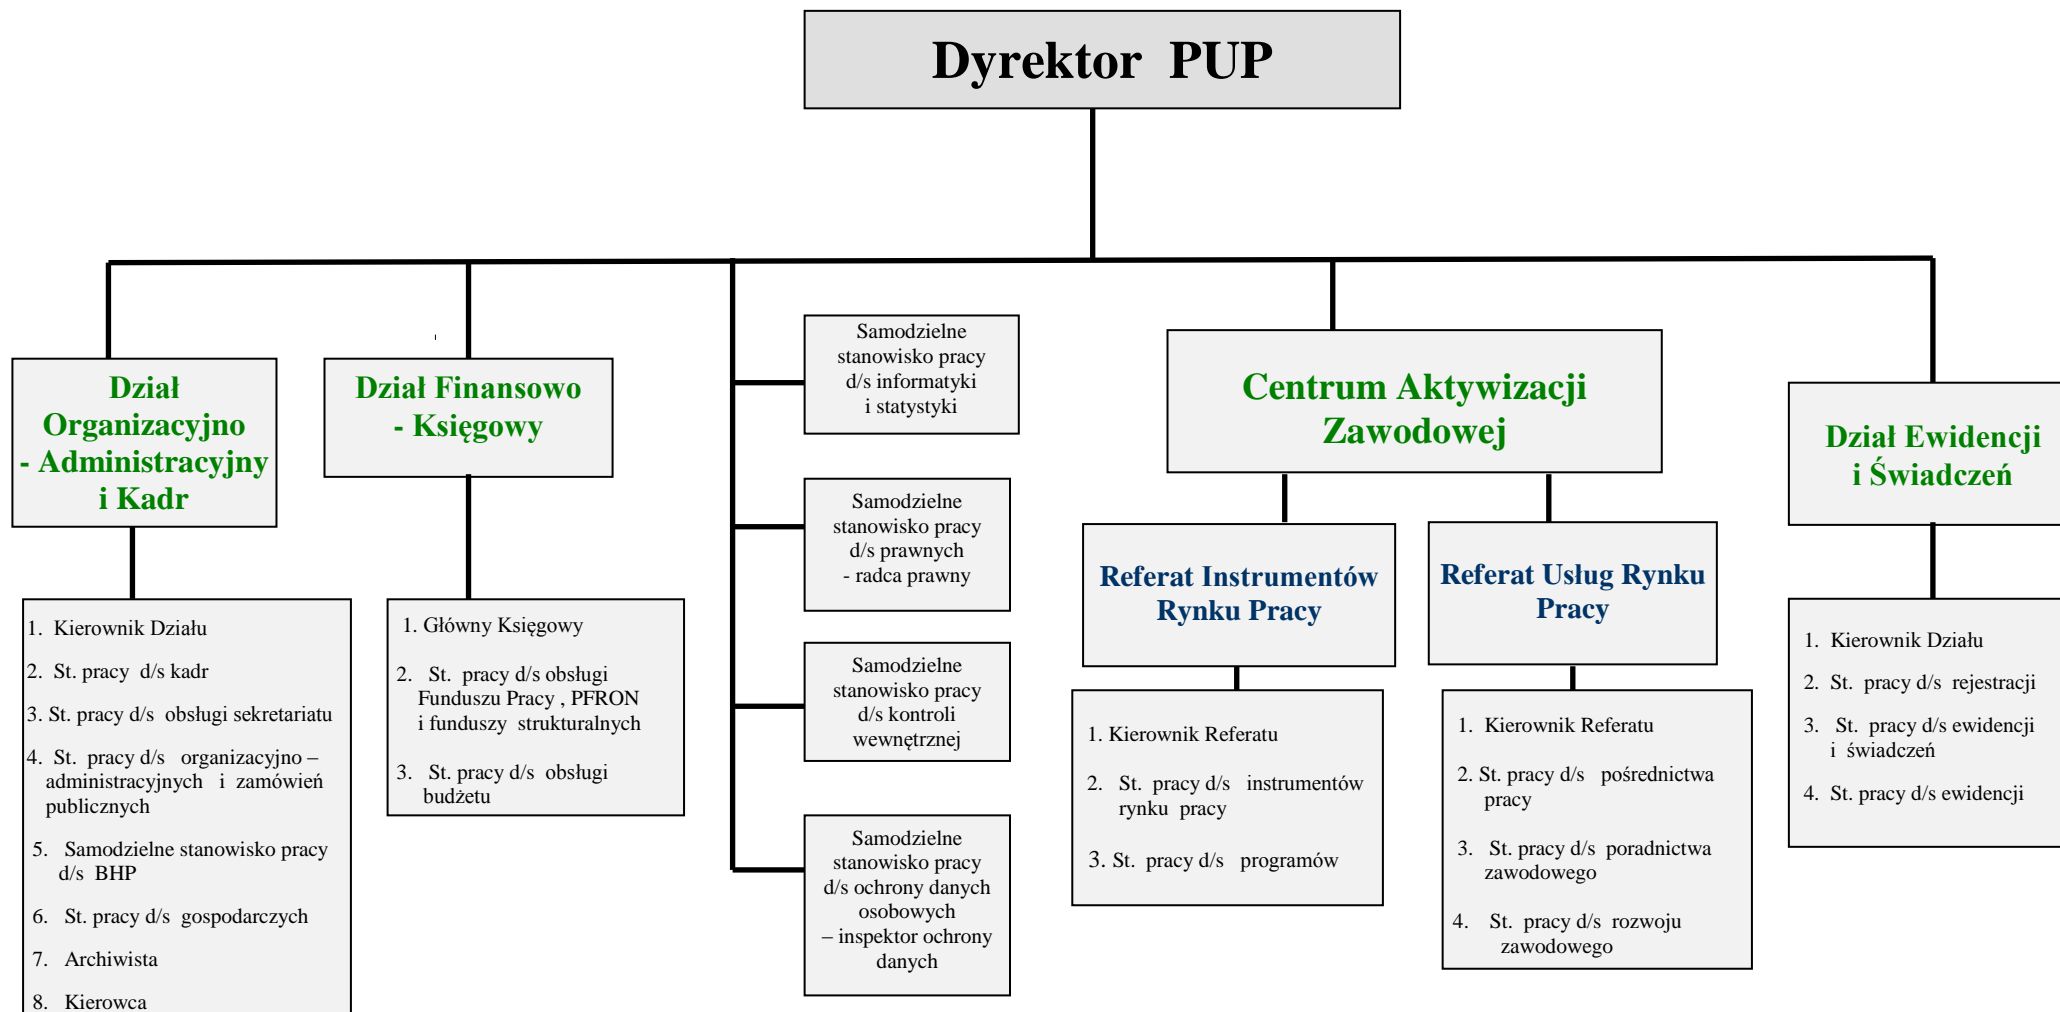 Dyrektor PUP
Dział
Organizacyjno
- Administracyjny
i Kadr
1. Kierownik Działu
2. St. pracy d/s kadr
3. St. pracy d/s obsługi sekretariatu
4. St. pracy d/s organizacyjno –
administracyjnych i zamówień
publicznych
5. Samodzielne stanowisko pracy
d/s BHP
6. St. pracy d/s gospodarczych
7. Archiwista
8. Kierowca
Dział Finansowo
- Księgowy
1. Główny Księgowy
2. St. pracy d/s obsługi
Funduszu Pracy , PFRON
i funduszy strukturalnych
3. St. pracy d/s obsługi
budżetu
Samodzielne
stanowisko pracy
d/s informatyki
i statystyki
Samodzielne
stanowisko pracy
d/s prawnych
- radca prawny
Samodzielne
stanowisko pracy
d/s kontroli
wewnętrznej
Samodzielne
stanowisko pracy
d/s ochrony danych
osobowych
– inspektor ochrony
danych
Centrum Aktywizacji
Zawodowej
Referat Instrumentów
Rynku Pracy
1. Kierownik Referatu
2. St. pracy d/s instrumentów
rynku pracy
3. St. pracy d/s programów
Referat Usług Rynku
Pracy
1. Kierownik Referatu
2. St. pracy d/s pośrednictwa
pracy
3. St. pracy d/s poradnictwa
zawodowego
4. St. pracy d/s rozwoju
zawodowego
Dział Ewidencji
i Świadczeń
1. Kierownik Działu
2. St. pracy d/s rejestracji
3. St. pracy d/s ewidencji
i świadczeń
4. St. pracy d/s ewidencji